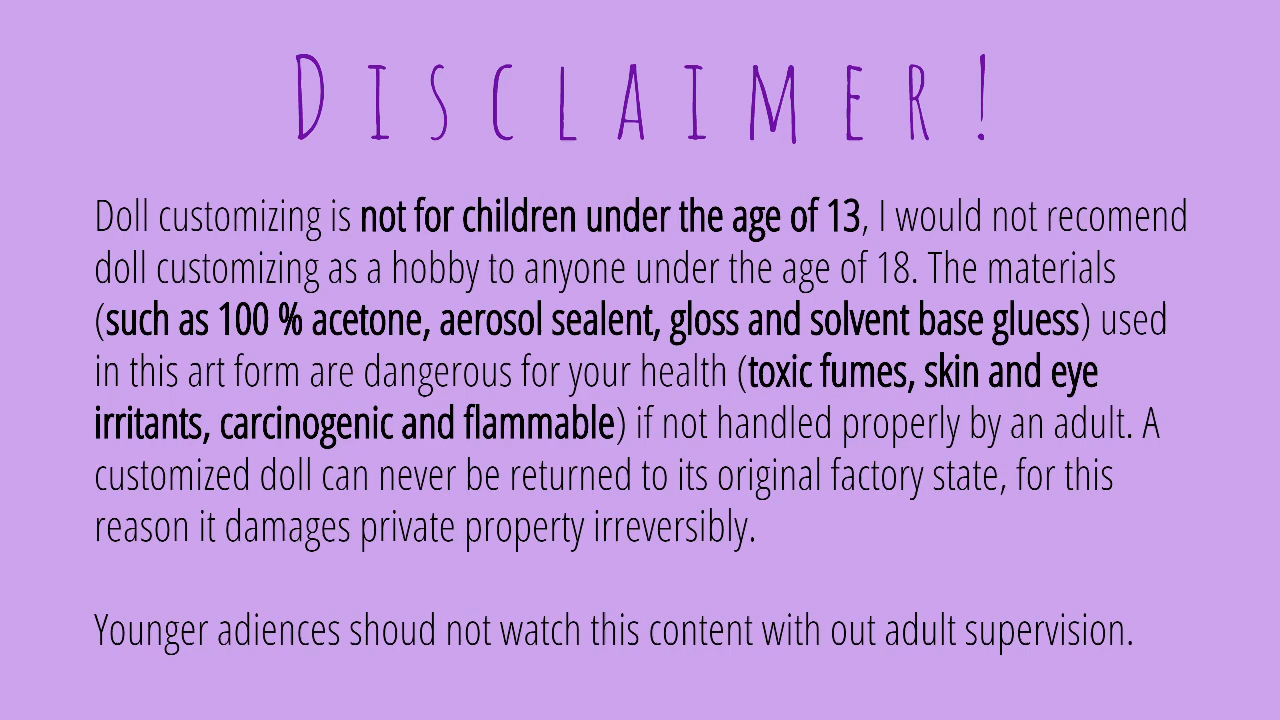 DISCLAIMER!
Doll customizing is not for children under the age of 13, I would not recomend
doll customizing as a hobby to anyone under the age of 18. The materials
(such as 100 % acetone, aerosol sealent, gloss and solvent base gluess) used
in this art form are dangerous for your health (toxic fumes, skin and eye
irritants, carcinogenic and flammable) if not handled properly by an adult. A
customized doll can never be returned to its original factory state, for this
reason it damages private property irreversibly.
Younger adiences shoud not watch this content with out adult supervision.